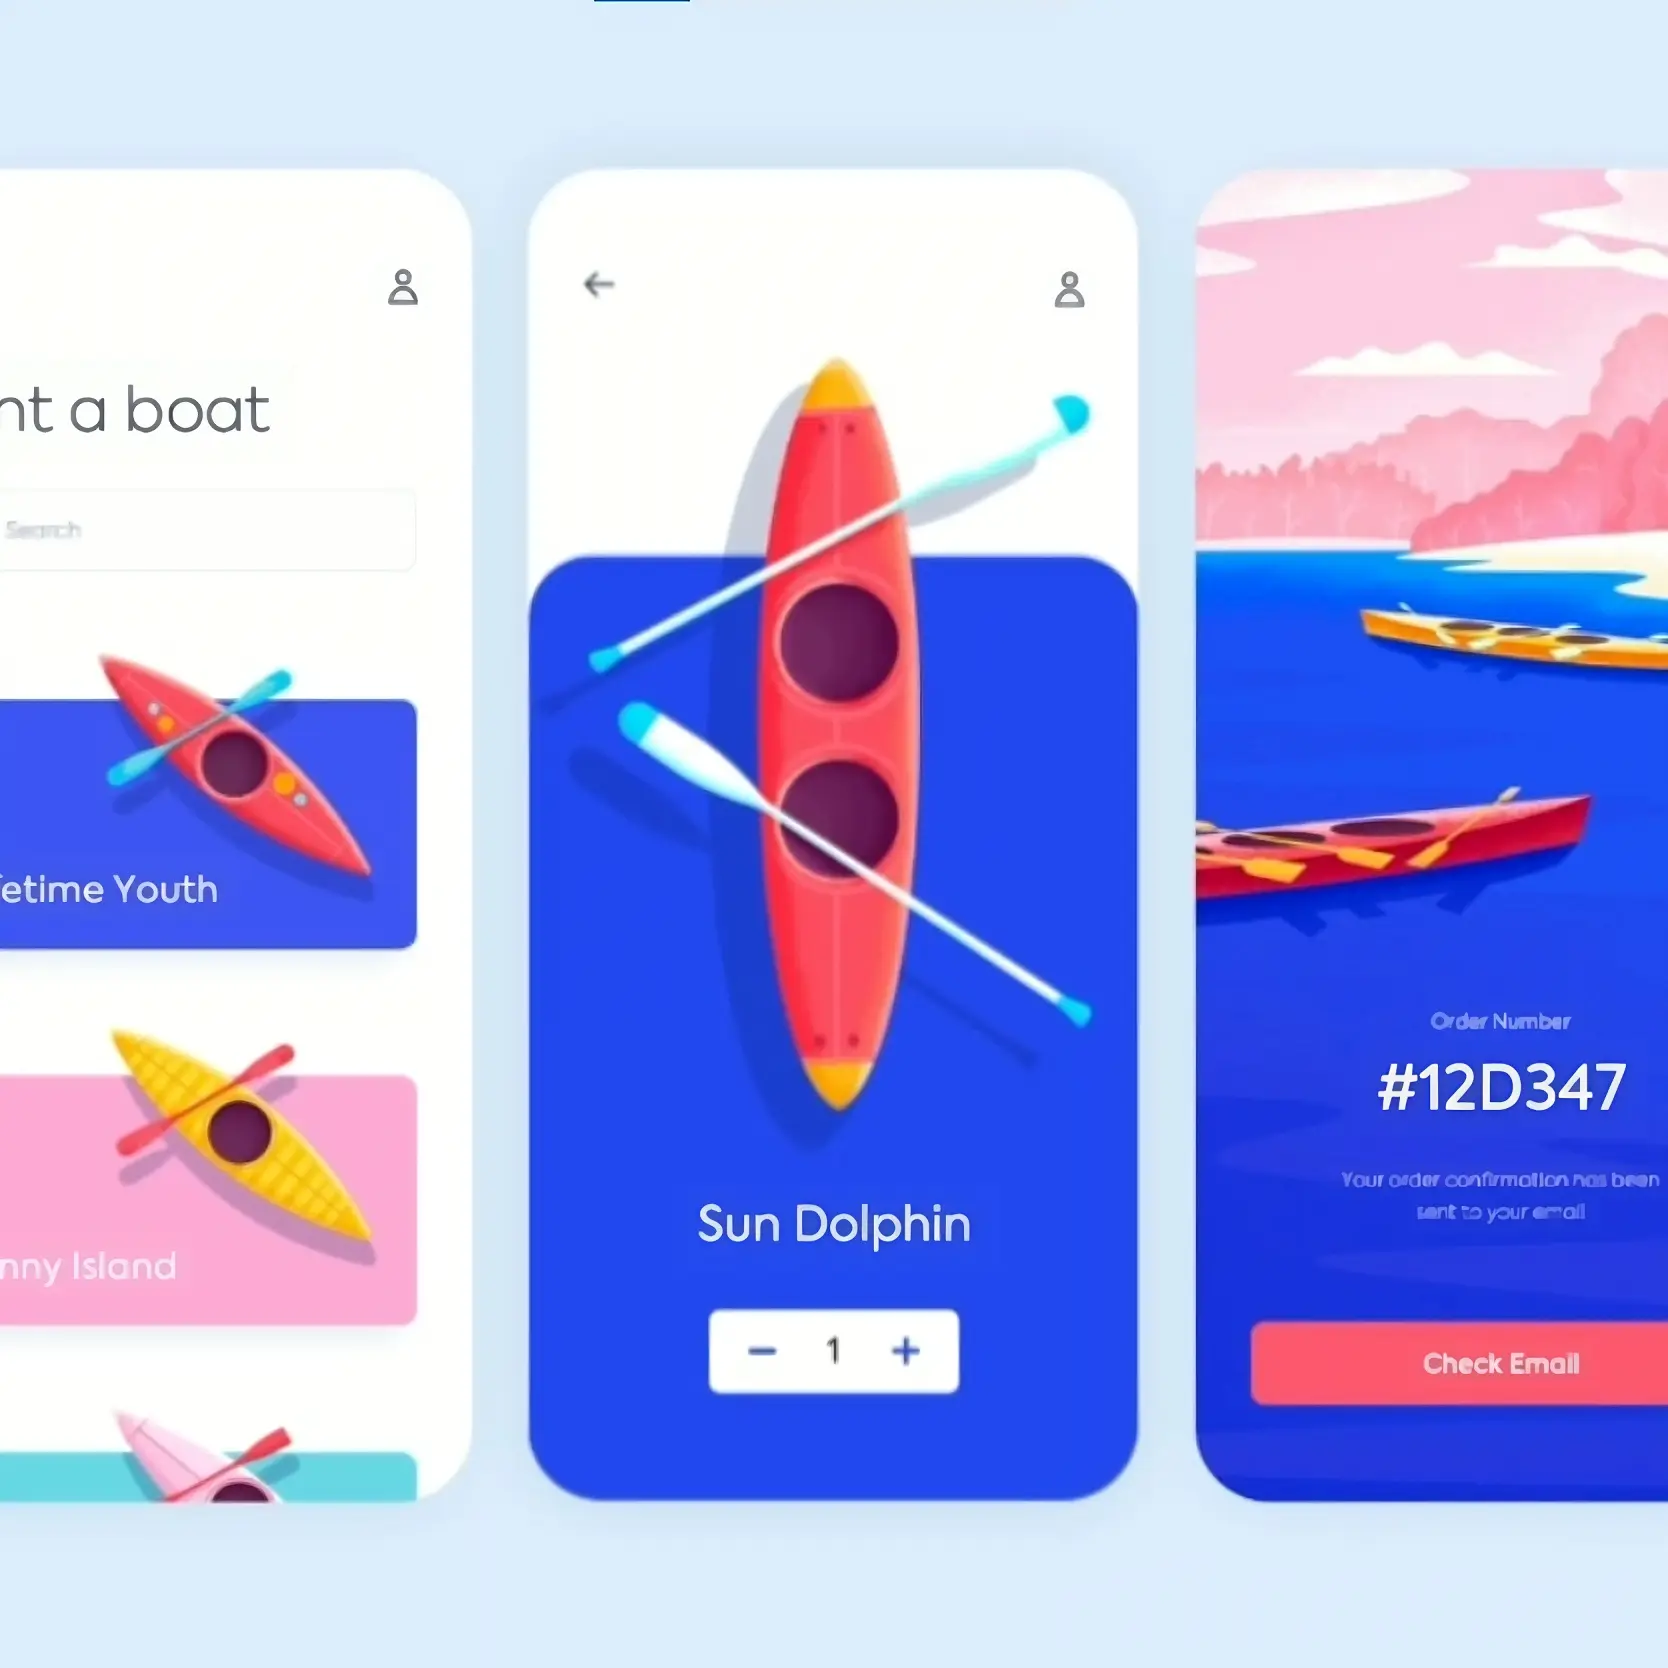 nt a boat
Search
etime Youth
nny Island
Sun Dolphin
1
Order Number
#12D347
Your order confirmation has been
sent to your email
Check Email